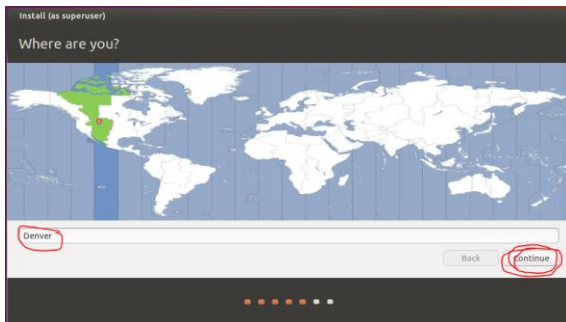 Install (as superuser)
Where are you?
Denver
Back
Continue